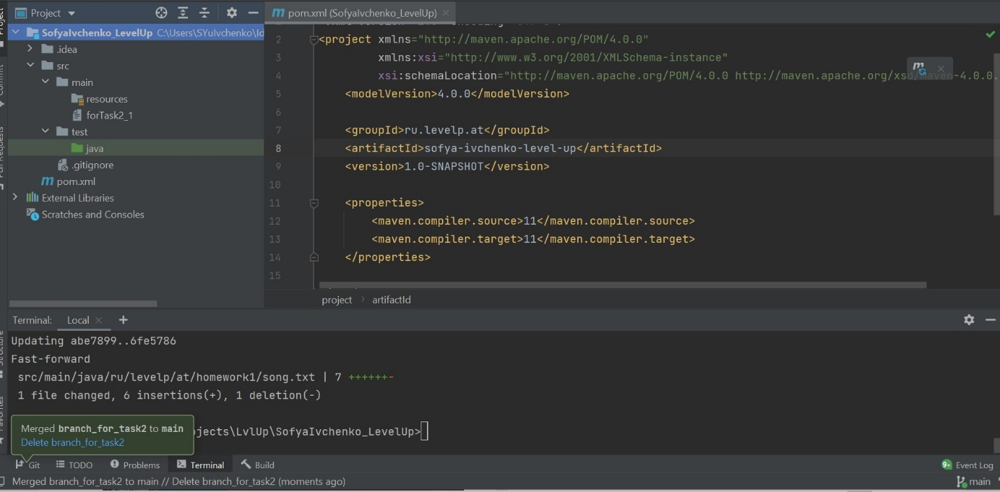 Project
pom.xml (SofyaIvchenko_LevelUp)
SofyaIvchenko_LevelUp C:\Users\SYuIvchenko\Id
.idea
src
main
resources
forTask2_1
test
java
.gitignore
pom.xml
External Libraries
Scratches and Consoles
2 <project xmlns="http://maven.apache.org/POM/4.0.0"
3 xmlns:xsi="http://www.w3.org/2001/XMLSchema-instance"
4 xsi:schemaLocation="http://maven.apache.org/POM/4.0.0 http://maven.apache.org/xsd/maven-4.0.0.
5 <modelVersion>4.0.0</modelVersion>
6
7 <groupId>ru.levelp.at</groupId>
8 <artifactId>sofya-ivchenko-level-up</artifactId>
9 <version>1.0-SNAPSHOT</version>
10
11 <properties>
12 <maven.compiler.source>11</maven.compiler.source>
13 <maven.compiler.target>11</maven.compiler.target>
14 </properties>
15
project > artifactId
Terminal: Local
Updating abe7899..6fe5786
Fast-forward
src/main/java/ru/levelp/at/homework1/song.txt | 7 ++++++-
1 file changed, 6 insertions(+), 1 deletion(-)
jects\LvlUp\SofyaIvchenko_LevelUp>
Merged branch_for_task2 to main
Delete branch_for_task2
Git TODO Problems Terminal Build 9+ Event Log
Merged branch_for_task2 to main // Delete branch_for_task2 (moments ago) main